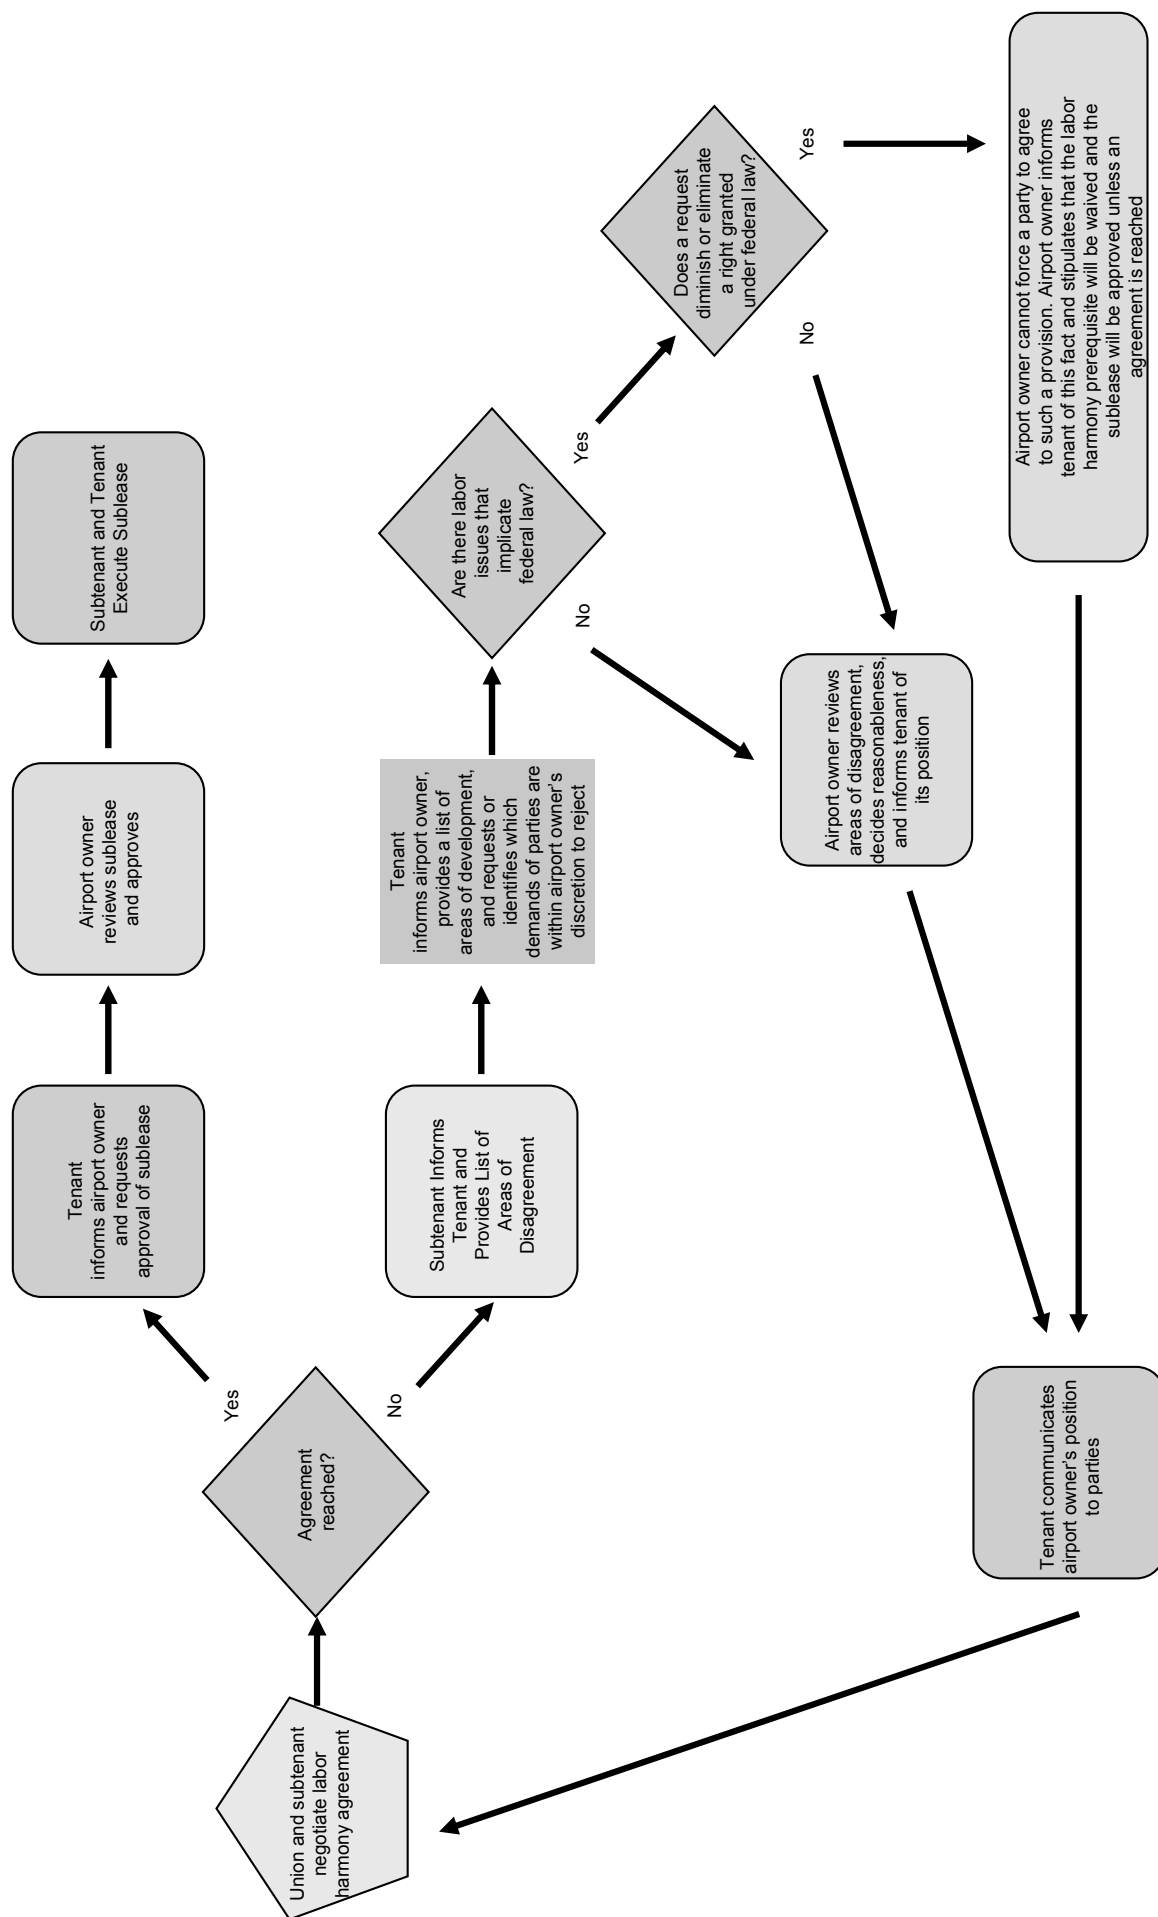 Union and subtenant
negotiate labor
harmony agreement
Agreement
reached?
Yes
No
Tenant
informs airport owner
and requests
approval of sublease
Airport owner
reviews sublease
and approves
Subtenant and Tenant
Execute Sublease
Subtenant Informs
Tenant and
Provides List of
Areas of
Disagreement
Tenant
informs airport owner,
provides a list of
areas of development,
and requests or
identifies which
demands of parties are
within airport owner's
discretion to reject
Are there labor
issues that
implicate
federal law?
Yes
No
Does a request
diminish or eliminate
a right granted
under federal law?
Yes
No
Airport owner reviews
areas of disagreement,
decides reasonableness,
and informs tenant of
its position
Airport owner cannot force a party to agree
to such a provision. Airport owner informs
tenant of this fact and stipulates that the labor
harmony prerequisite will be waived and the
sublease will be approved unless an
agreement is reached
Tenant communicates
airport owner's position
to parties